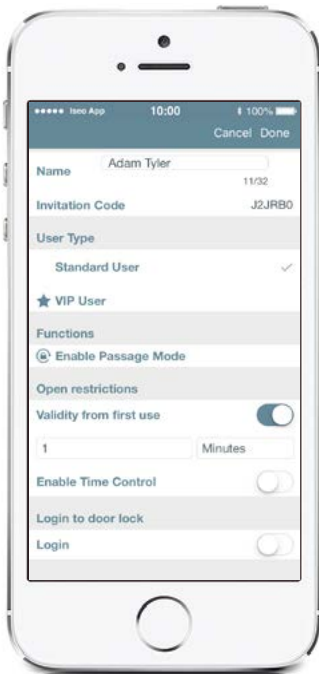 Iseo App 10:00 100%
Cancel Done
Name Adam Tyler
11/32
Invitation Code J2JRB0
User Type
Standard User
VIP User
Functions
Enable Passage Mode
Open restrictions
Validity from first use
1 Minutes
Enable Time Control
Login to door lock
Login